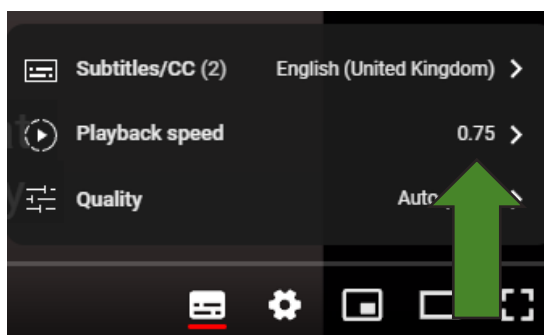 Subtitles/CC (2) English (United Kingdom)
Playback speed 0.75
Quality Auto